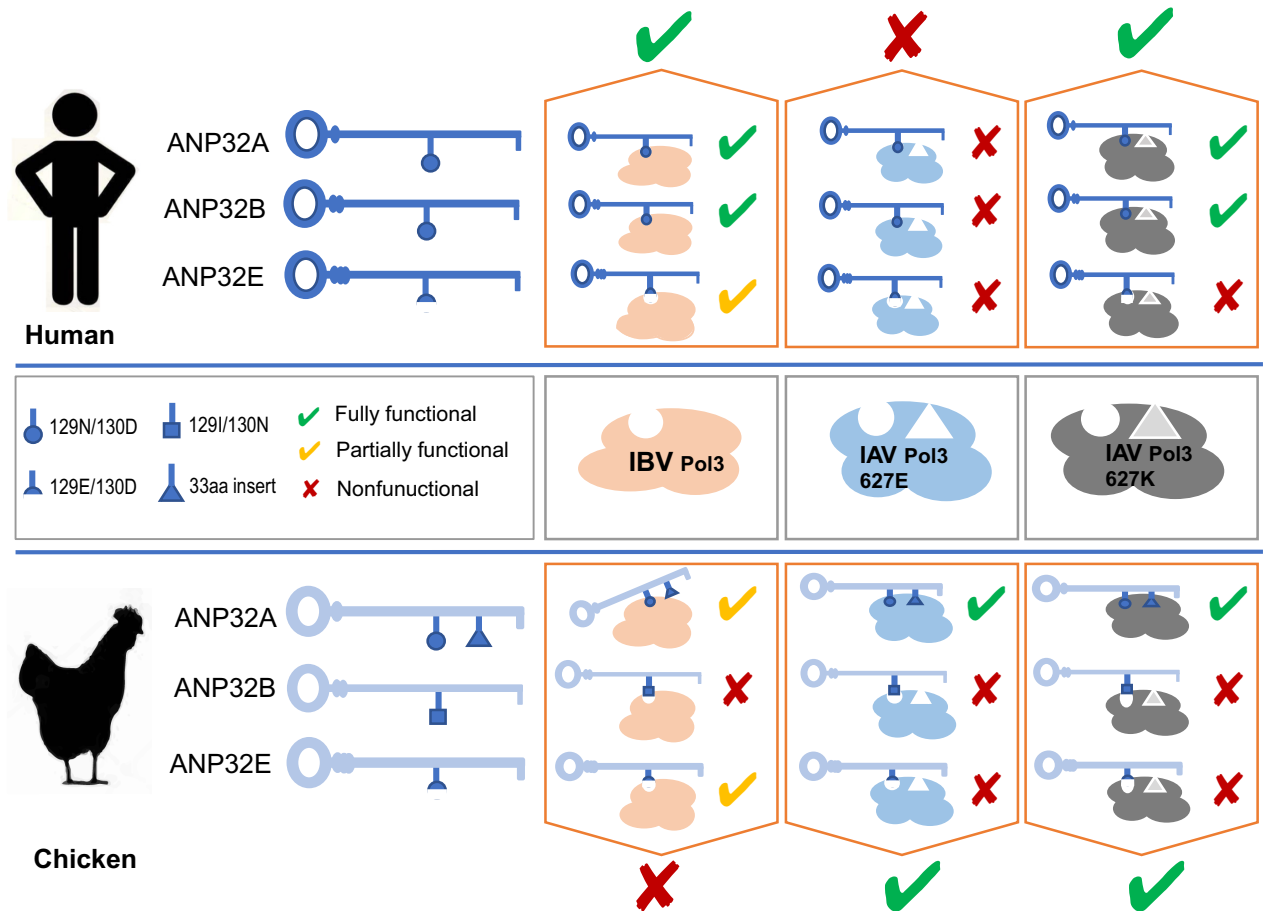 ANP32A
ANP32B
ANP32E
Human
129N/130D
129I/130N
Fully functional
Partially functional
129E/130D
33aa insert
Nonfunuctional
IBV Pol3
IAV Pol3
627E
IAV Pol3
627K
ANP32A
ANP32B
ANP32E
Chicken